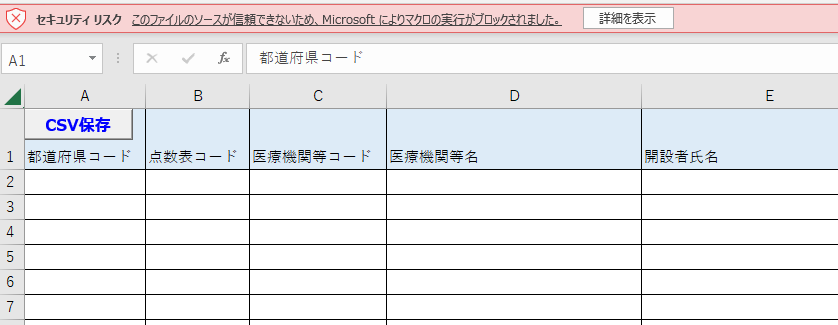 セキュリティ リスク このファイルのソースが信頼できないため、Microsoft によりマクロの実行がブロックされました。 詳細を表示
A1 fx 都道府県コード
A B C D E
CSV保存
1 都道府県コード 点数表コード 医療機関等コード 医療機関等名 開設者氏名
2
3
4
5
6
7